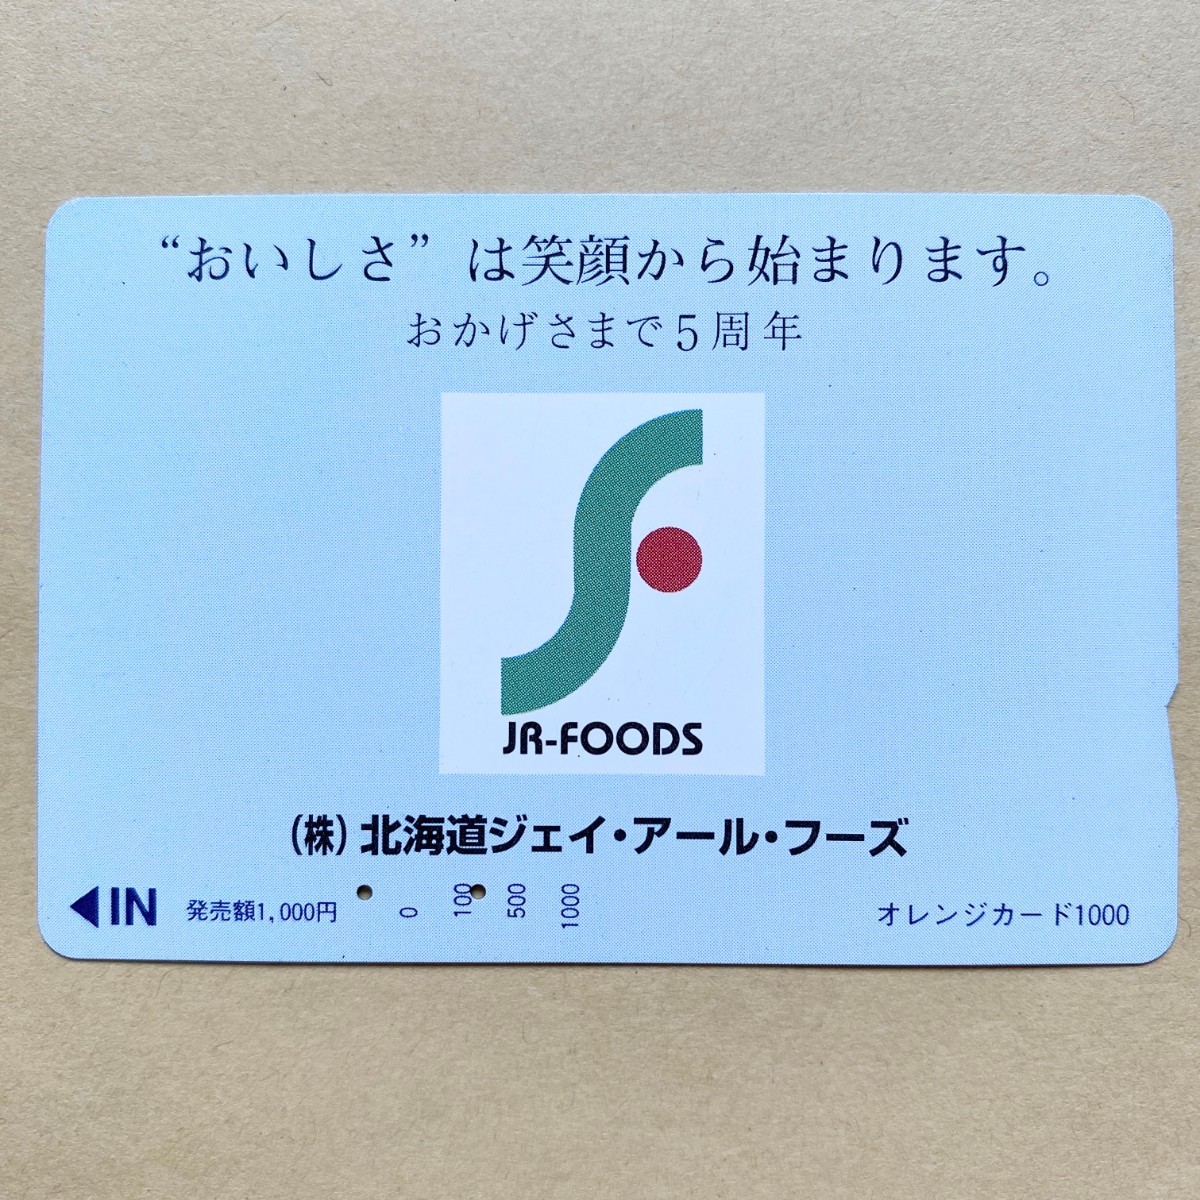 “おいしさ”は笑顔から始まります。
おかげさまで5周年
JR-FOODS
(株)北海道ジェイ・アール・フーズ
◀IN 発売額1,000円 0 100 500 1000 オレンジカード1000